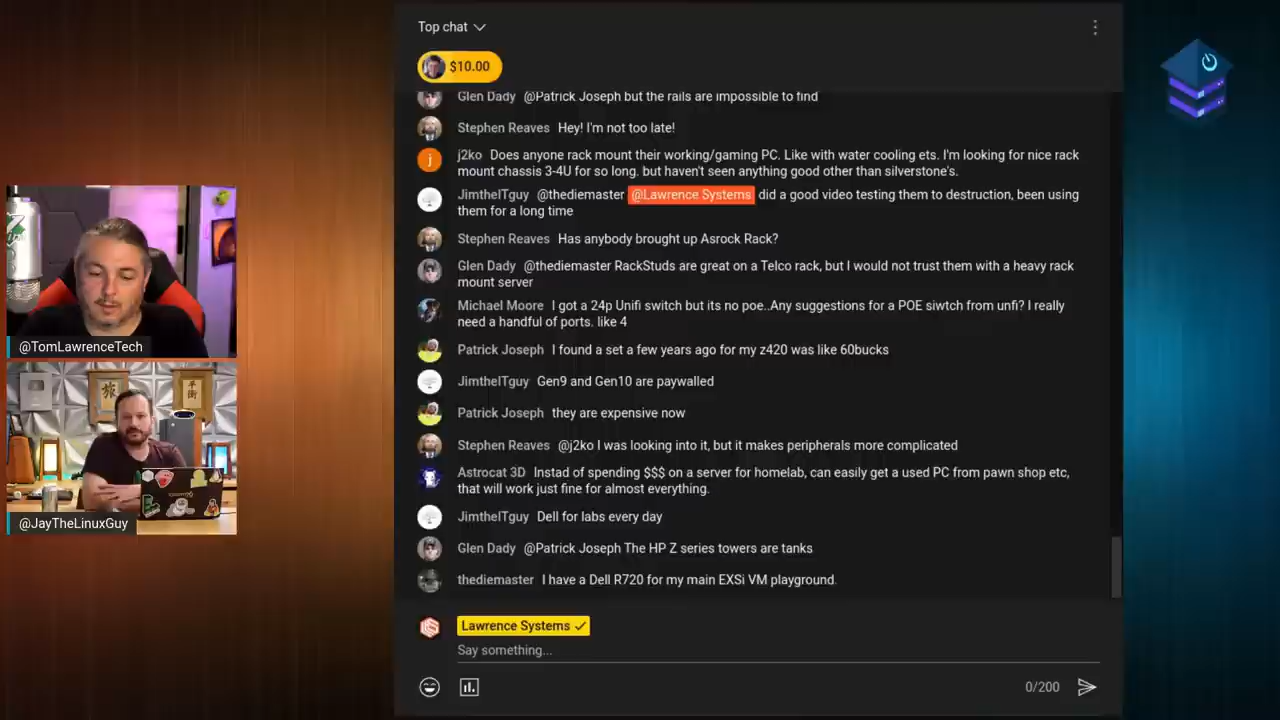 Top chat
$10.00
Glen Dady @Patrick Joseph but the rails are impossible to find
Stephen Reaves Hey! I'm not too late!
j
j2ko Does anyone rack mount their working/gaming PC. Like with water cooling ets. I'm looking for nice rack
mount chassis 3-4U for so long. but haven't seen anything good other than silverstone's.
JimtheITguy @thediemaster @Lawrence Systems did a good video testing them to destruction, been using
them for a long time
Stephen Reaves Has anybody brought up Asrock Rack?
Glen Dady @thediemaster RackStuds are great on a Telco rack, but I would not trust them with a heavy rack
mount server
Michael Moore I got a 24p Unifi switch but its no poe..Any suggestions for a POE siwtch from unfi? I really
need a handful of ports. like 4
Patrick Joseph I found a set a few years ago for my z420 was like 60bucks
JimtheITguy Gen9 and Gen10 are paywalled
Patrick Joseph they are expensive now
Stephen Reaves @j2ko I was looking into it, but it makes peripherals more complicated
Astrocat 3D Instad of spending $$$ on a server for homelab, can easily get a used PC from pawn shop etc,
that will work just fine for almost everything.
JimtheITguy Dell for labs every day
Glen Dady @Patrick Joseph The HP Z series towers are tanks
thediemaster I have a Dell R720 for my main EXSi VM playground.
Lawrence Systems
Say something...
0/200
@TomLawrenceTech
旅
平
衡
@JayTheLinuxGuy